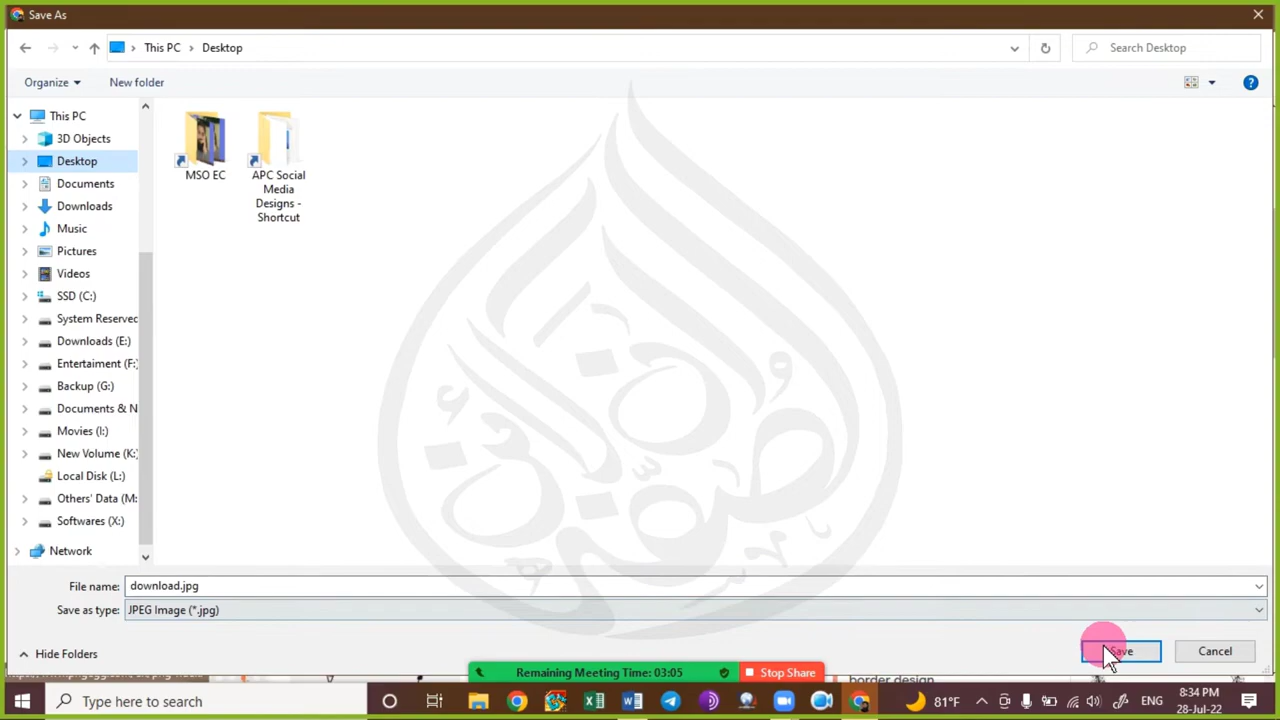 Save As
This PC > Desktop
Search Desktop
Organize
New folder
This PC
3D Objects
Desktop
Documents
Downloads
Music
Pictures
Videos
SSD (C:)
System Reserved
Downloads (E:)
Entertaiment (F:
Backup (G:)
Documents & N
Movies (I:)
New Volume (K:)
Local Disk (L:)
Others' Data (M:
Softwares (X:)
Network
MSO EC
APC Social
Media
Designs -
Shortcut
File name: download.jpg
Save as type: JPEG Image (*.jpg)
Hide Folders
Save
Cancel
Remaining Meeting Time: 03:05
Stop Share
border design
Type here to search
81°F
ENG
8:34 PM
28-Jul-22